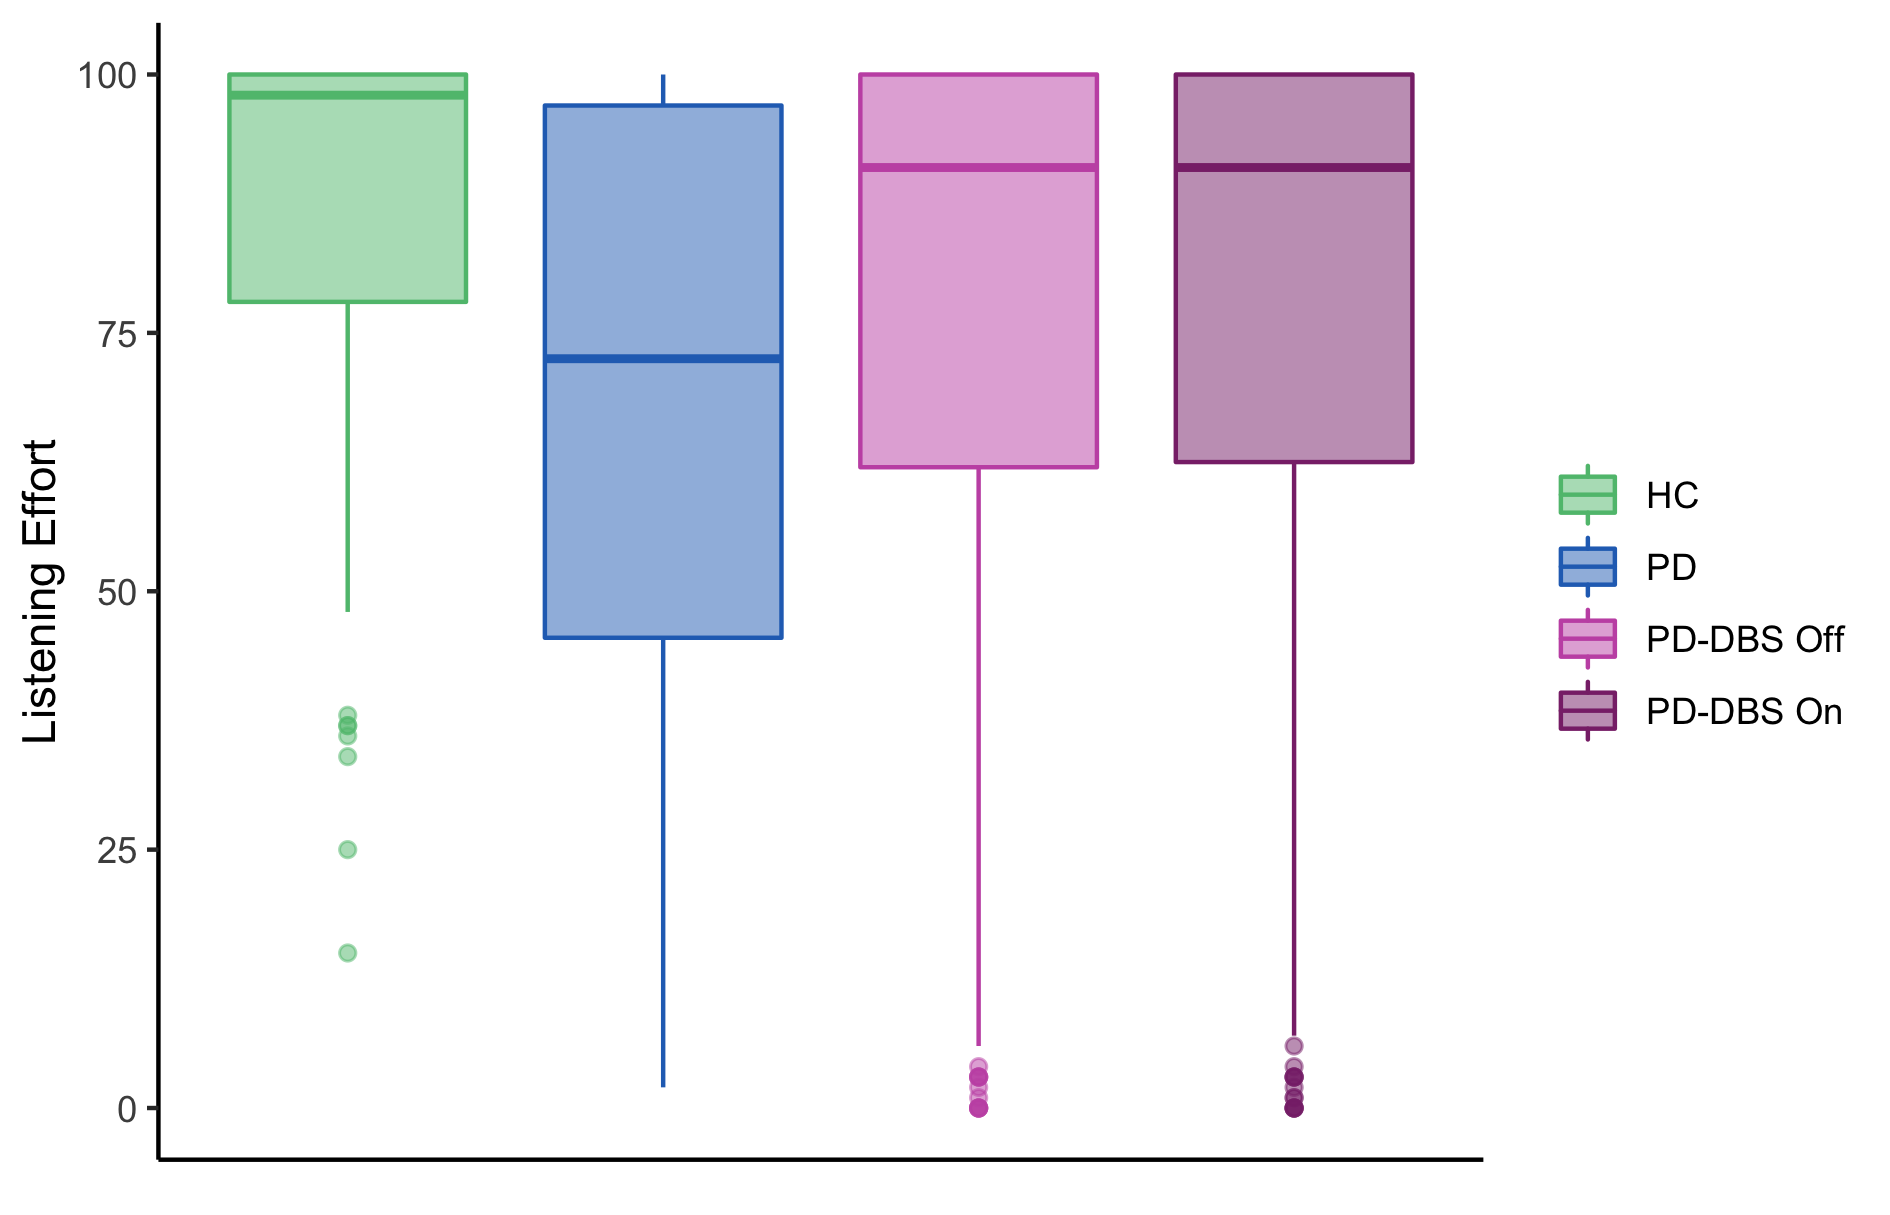 Listening Effort
100
75
50
25
0
HC
PD
PD-DBS Off
PD-DBS On